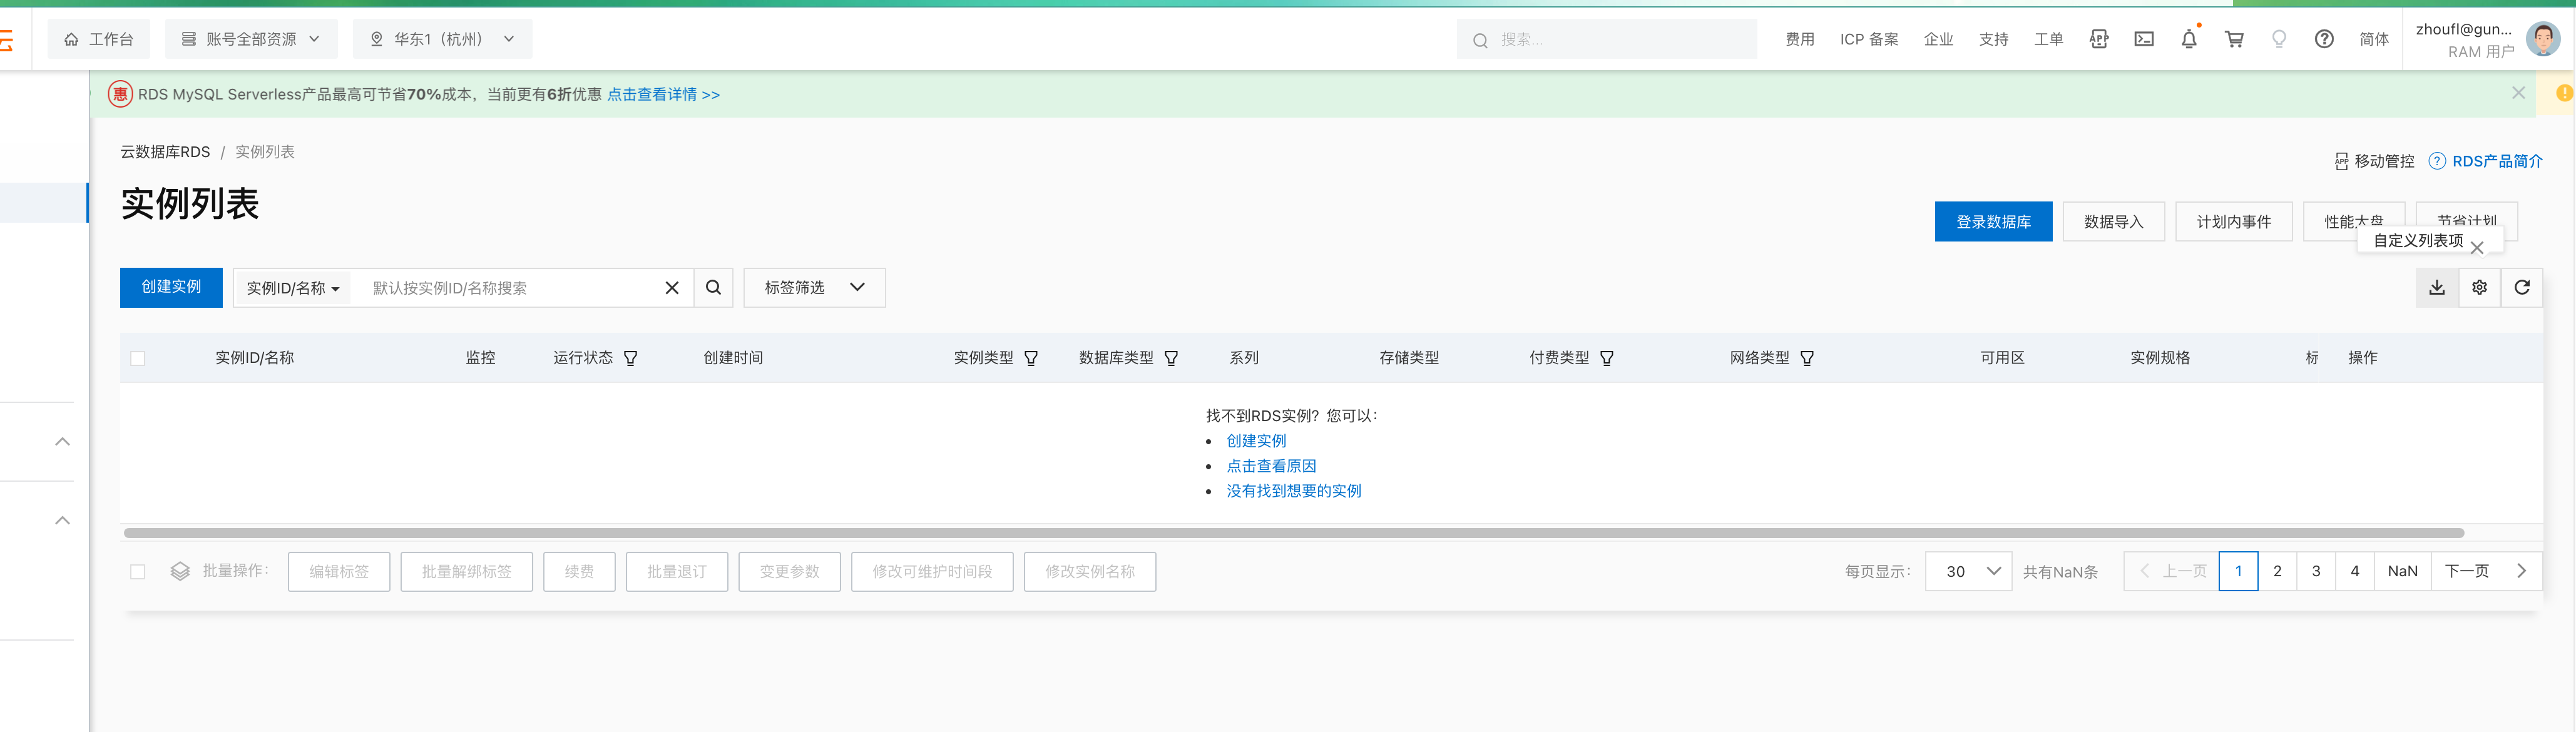 工作台 账号全部资源 华东1（杭州） 搜索... 费用 ICP 备案 企业 支持 工单 简体 zhoufl@gun...
RAM 用户
惠 RDS MySQL Serverless产品最高可节省70%成本，当前更有6折优惠 点击查看详情 >>
云数据库RDS / 实例列表
移动管控 RDS产品简介
实例列表
登录数据库 数据导入 计划内事件 性能大盘 节省计划
自定义列表项
创建实例 实例ID/名称 默认按实例ID/名称搜索 标签筛选
实例ID/名称 监控 运行状态 创建时间 实例类型 数据库类型 系列 存储类型 付费类型 网络类型 可用区 实例规格 标 操作
找不到RDS实例？您可以：
创建实例
点击查看原因
没有找到想要的实例
批量操作： 编辑标签 批量解绑标签 续费 批量退订 变更参数 修改可维护时间段 修改实例名称 每页显示： 30 共有NaN条 上一页 1 2 3 4 NaN 下一页